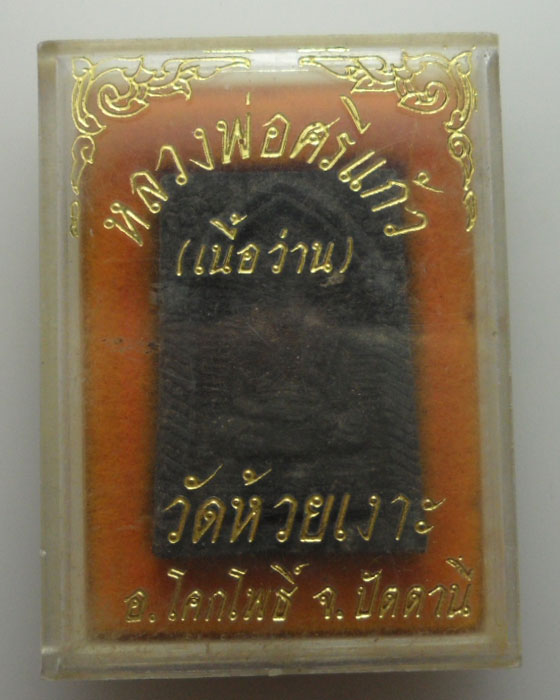 หลวงพ่อศรีแก้ว
(เนื้อว่าน)
วัดห้วยเงาะ
อ.โคกโพธิ์ จ.ปัตตานี